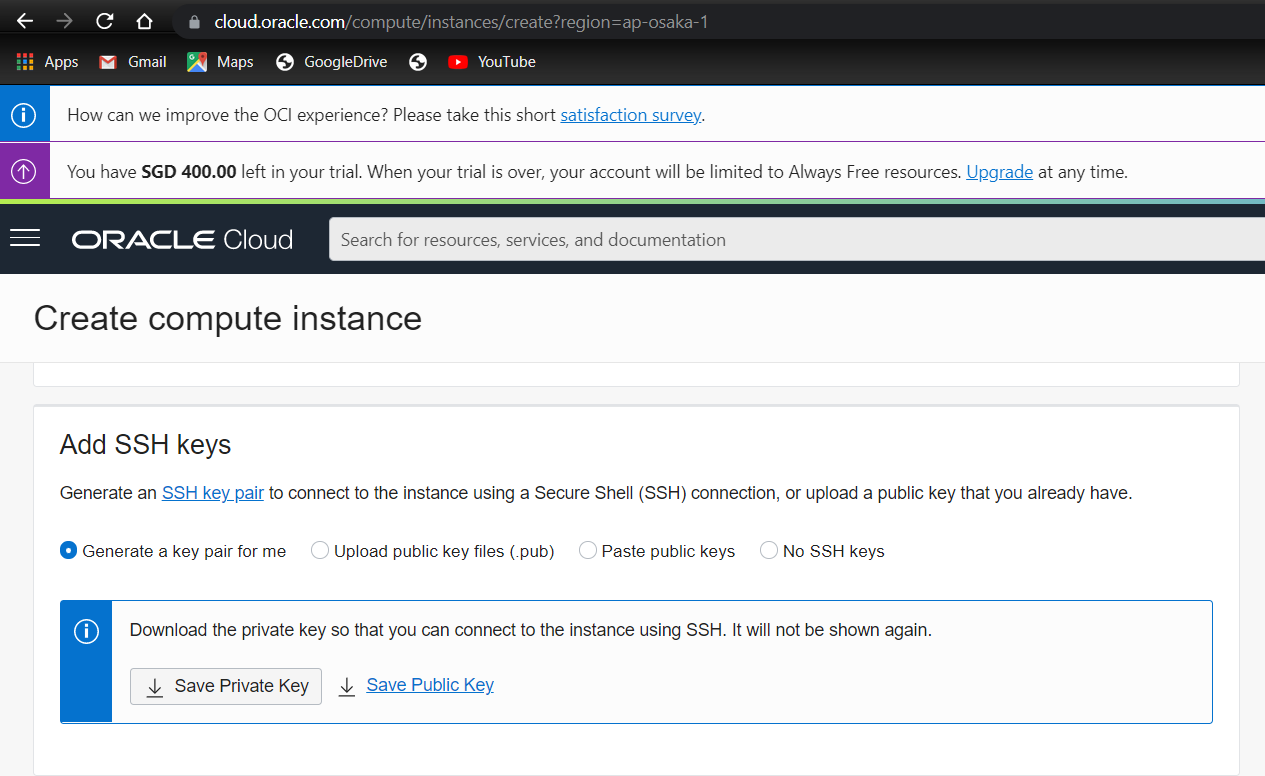 cloud.oracle.com/compute/instances/create?region=ap-osaka-1
Apps Gmail Maps GoogleDrive YouTube
How can we improve the OCI experience? Please take this short satisfaction survey.
You have SGD 400.00 left in your trial. When your trial is over, your account will be limited to Always Free resources. Upgrade at any time.
ORACLE Cloud Search for resources, services, and documentation
Create compute instance
Add SSH keys
Generate an SSH key pair to connect to the instance using a Secure Shell (SSH) connection, or upload a public key that you already have.
Generate a key pair for me Upload public key files (.pub) Paste public keys No SSH keys
Download the private key so that you can connect to the instance using SSH. It will not be shown again.
Save Private Key Save Public Key